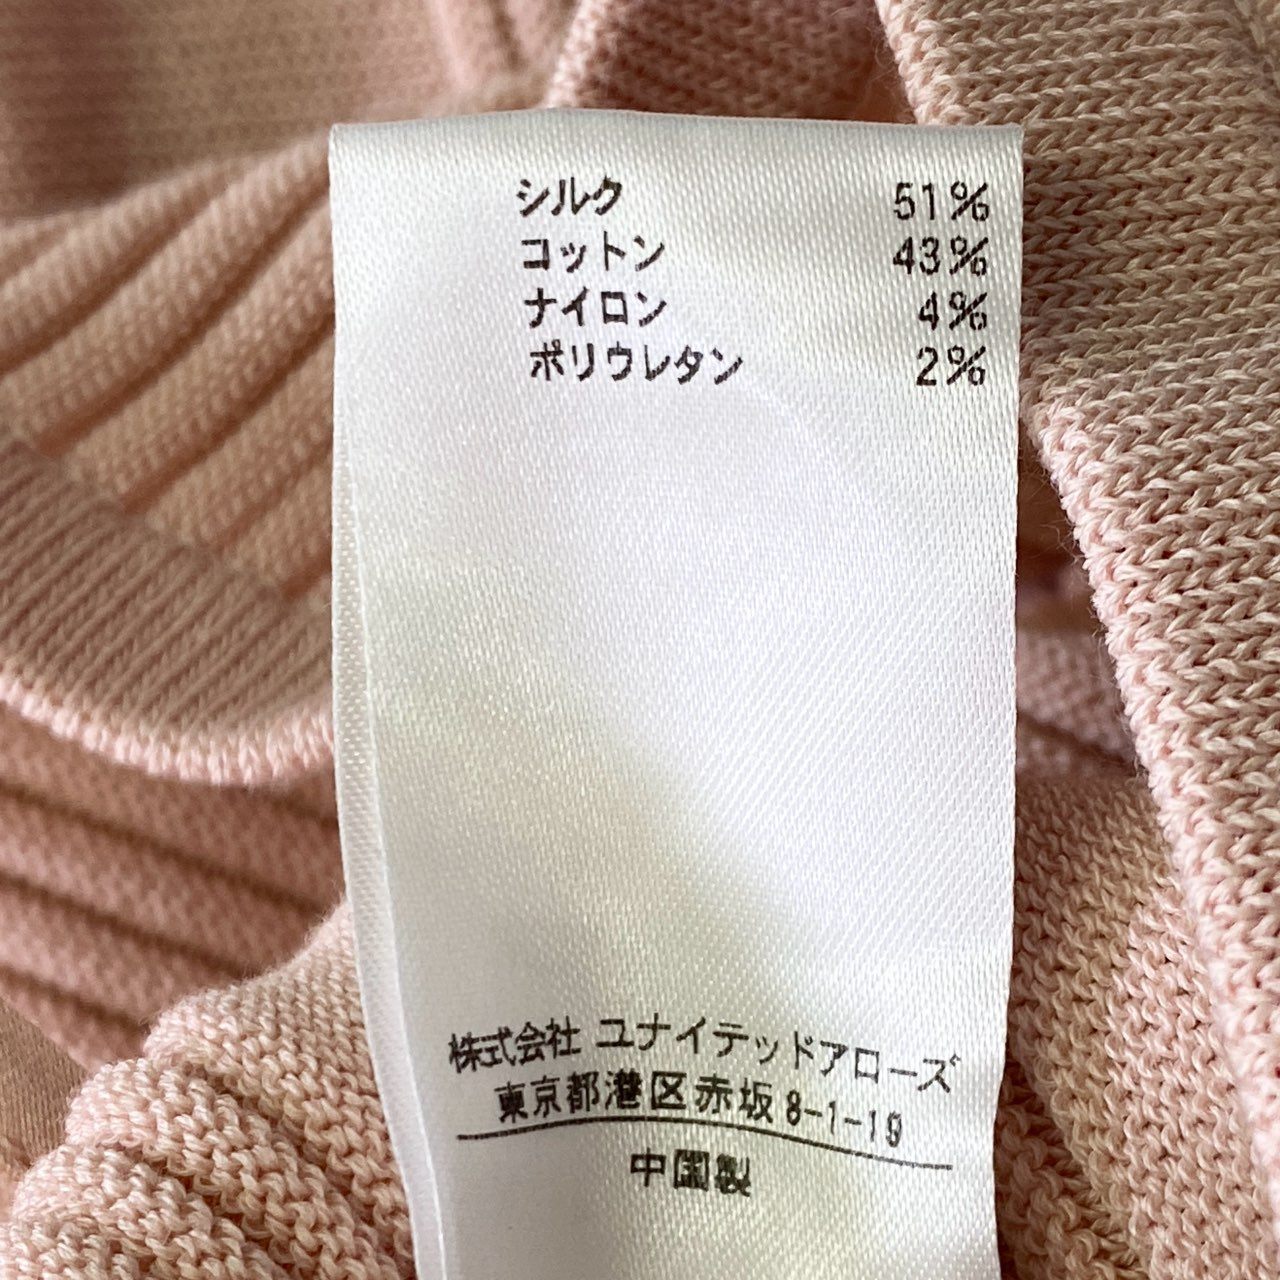 シルク 51%
コットン 43%
ナイロン 4%
ポリウレタン 2%
株式会社 ユナイテッドアローズ
東京都港区赤坂8-1-19
中国製